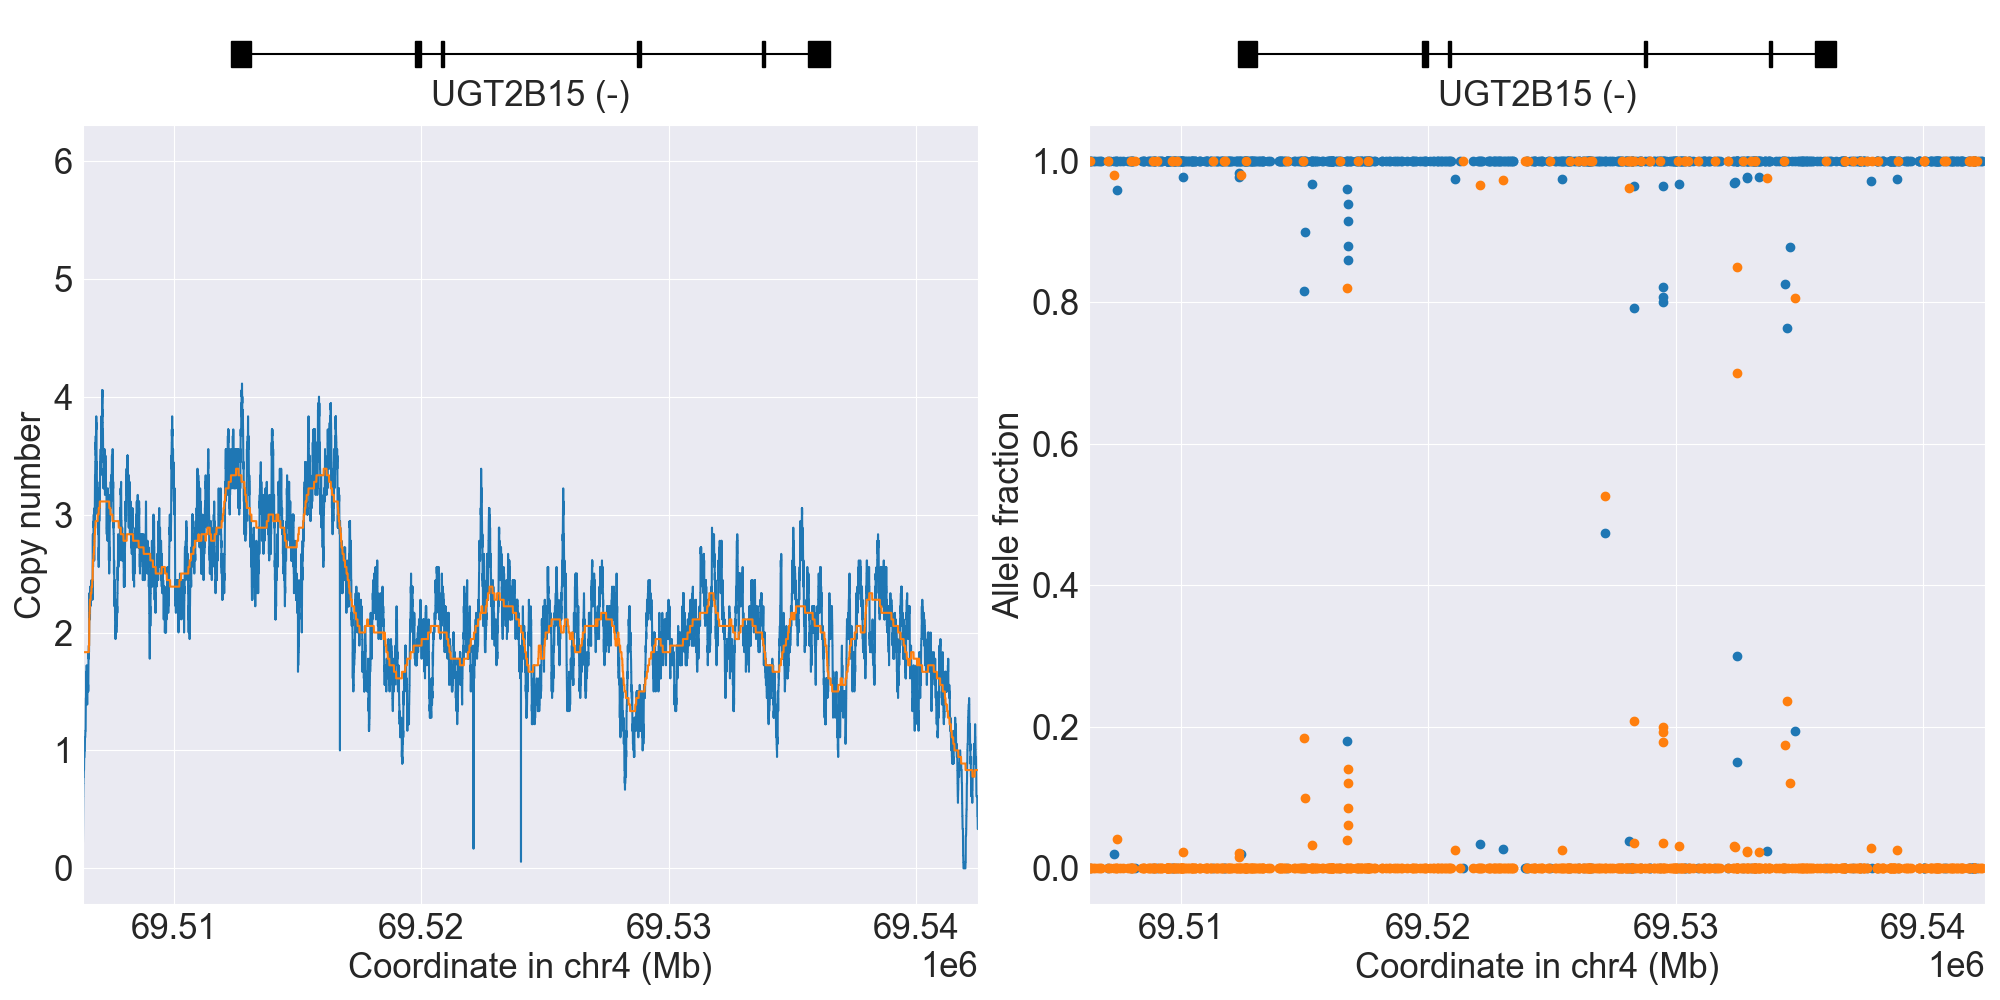 UGT2B15 (-)
Copy number
6
5
4
3
2
1
0
69.51 69.52 69.53 69.54
Coordinate in chr4 (Mb)
1e6
UGT2B15 (-)
Allele fraction
1.0
0.8
0.6
0.4
0.2
0.0
69.51 69.52 69.53 69.54
Coordinate in chr4 (Mb)
1e6